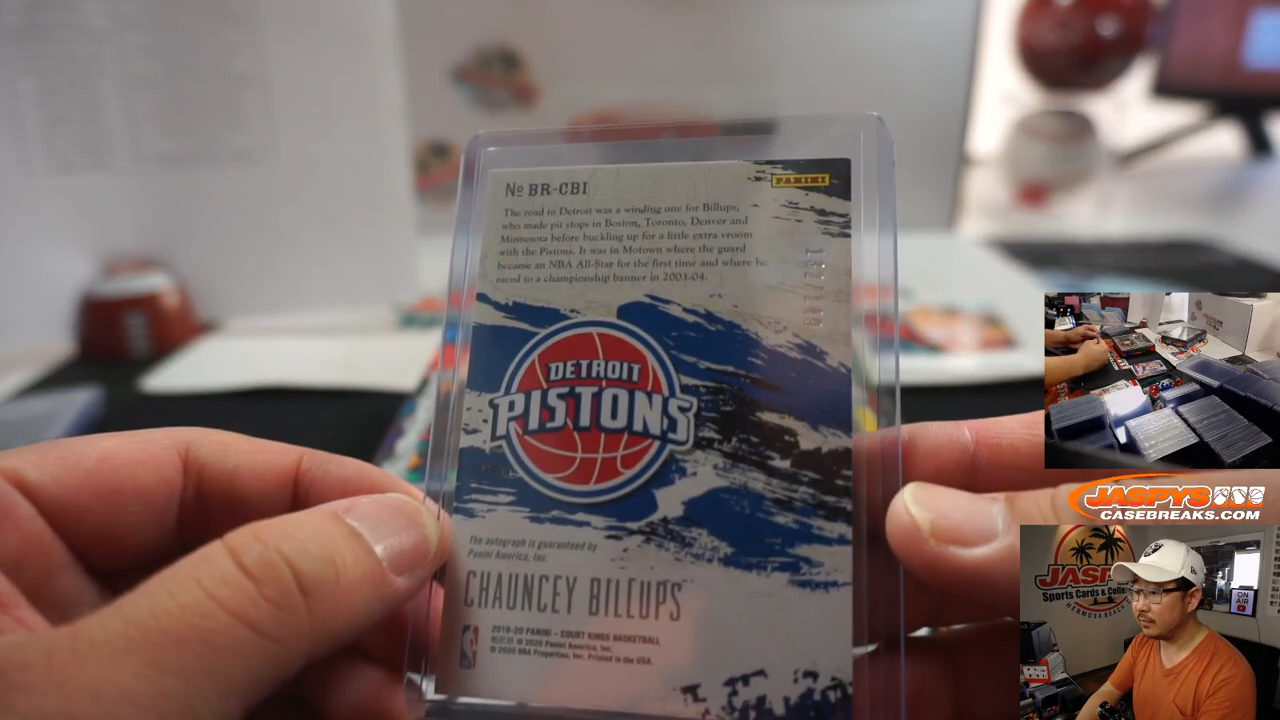 No BR-CBI
PANINI
The road to Detroit was a winding one for Billups,
who made pit stops in Boston, Toronto, Denver and
Minnesota before buckling up for a little extra vroom
with the Pistons. It was in Motown where the guard
became an NBA All-Star for the first time and where he
raced to a championship banner in 2003-04.
DETROIT
PISTONS
The autograph is guaranteed by
Panini America, Inc.
CHAUNCEY BILLUPS
2019-20 PANINI – COURT KINGS BASKETBALL
© 2020 Panini America, Inc.
© 2020 NBA Properties, Inc. Printed in the USA.
JASPYS
CASEBREAKS.COM
JASP
Sports Cards & Colle
HERMOSA BEACH
ON
AIR